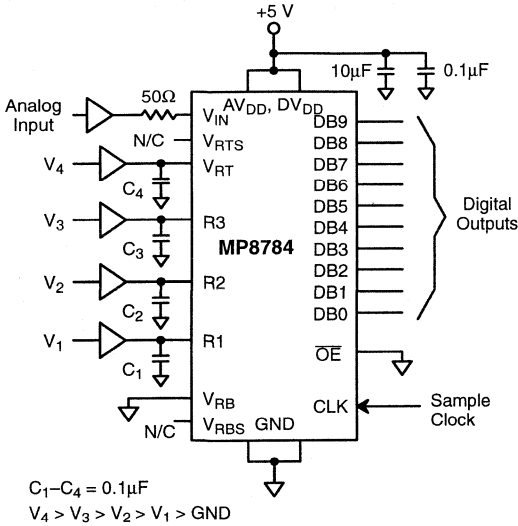 +5 V
10µF
0.1µF
Analog
Input
50Ω
VIN
AVDD, DVDD
N/C
VRTS
V4
VRT
C4
V3
R3
C3
MP8784
V2
R2
C2
V1
R1
C1
VRB
N/C
VRBS
GND
DB9
DB8
DB7
DB6
DB5
DB4
DB3
DB2
DB1
DB0
Digital
Outputs
OE
CLK
Sample
Clock
C1–C4 = 0.1µF
V4 > V3 > V2 > V1 > GND